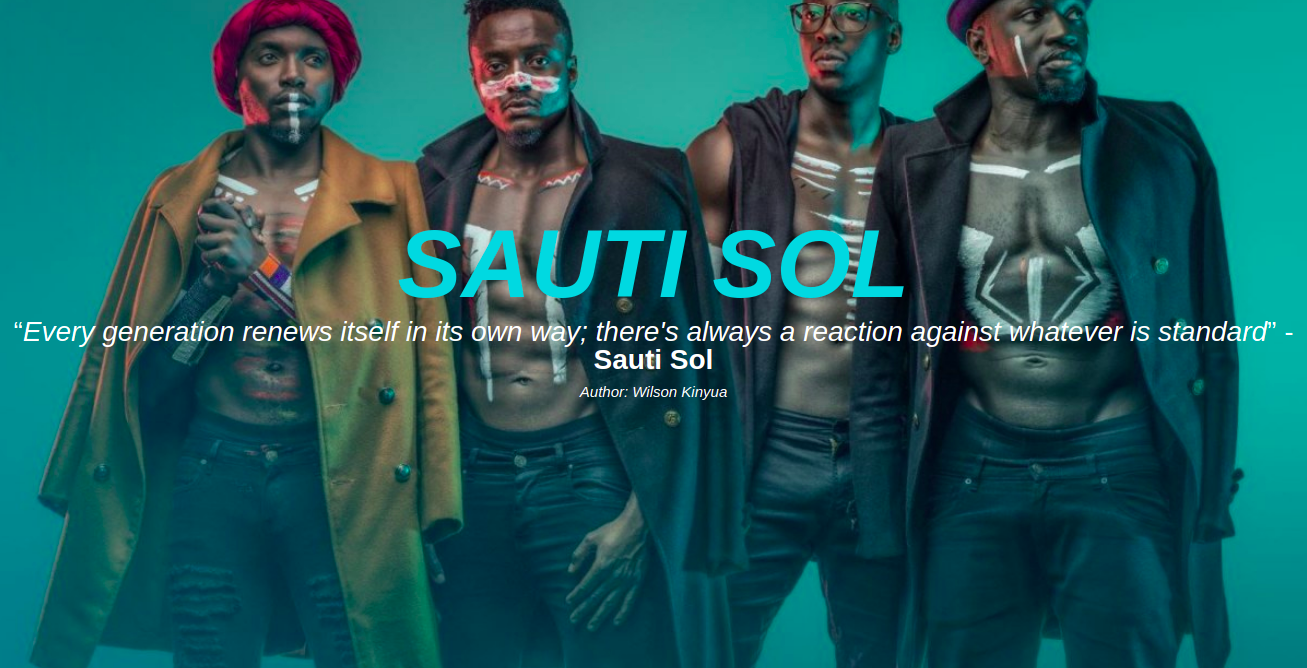 SAUTI SOL
“Every generation renews itself in its own way; there's always a reaction against whatever is standard” -
Sauti Sol
Author: Wilson Kinyua